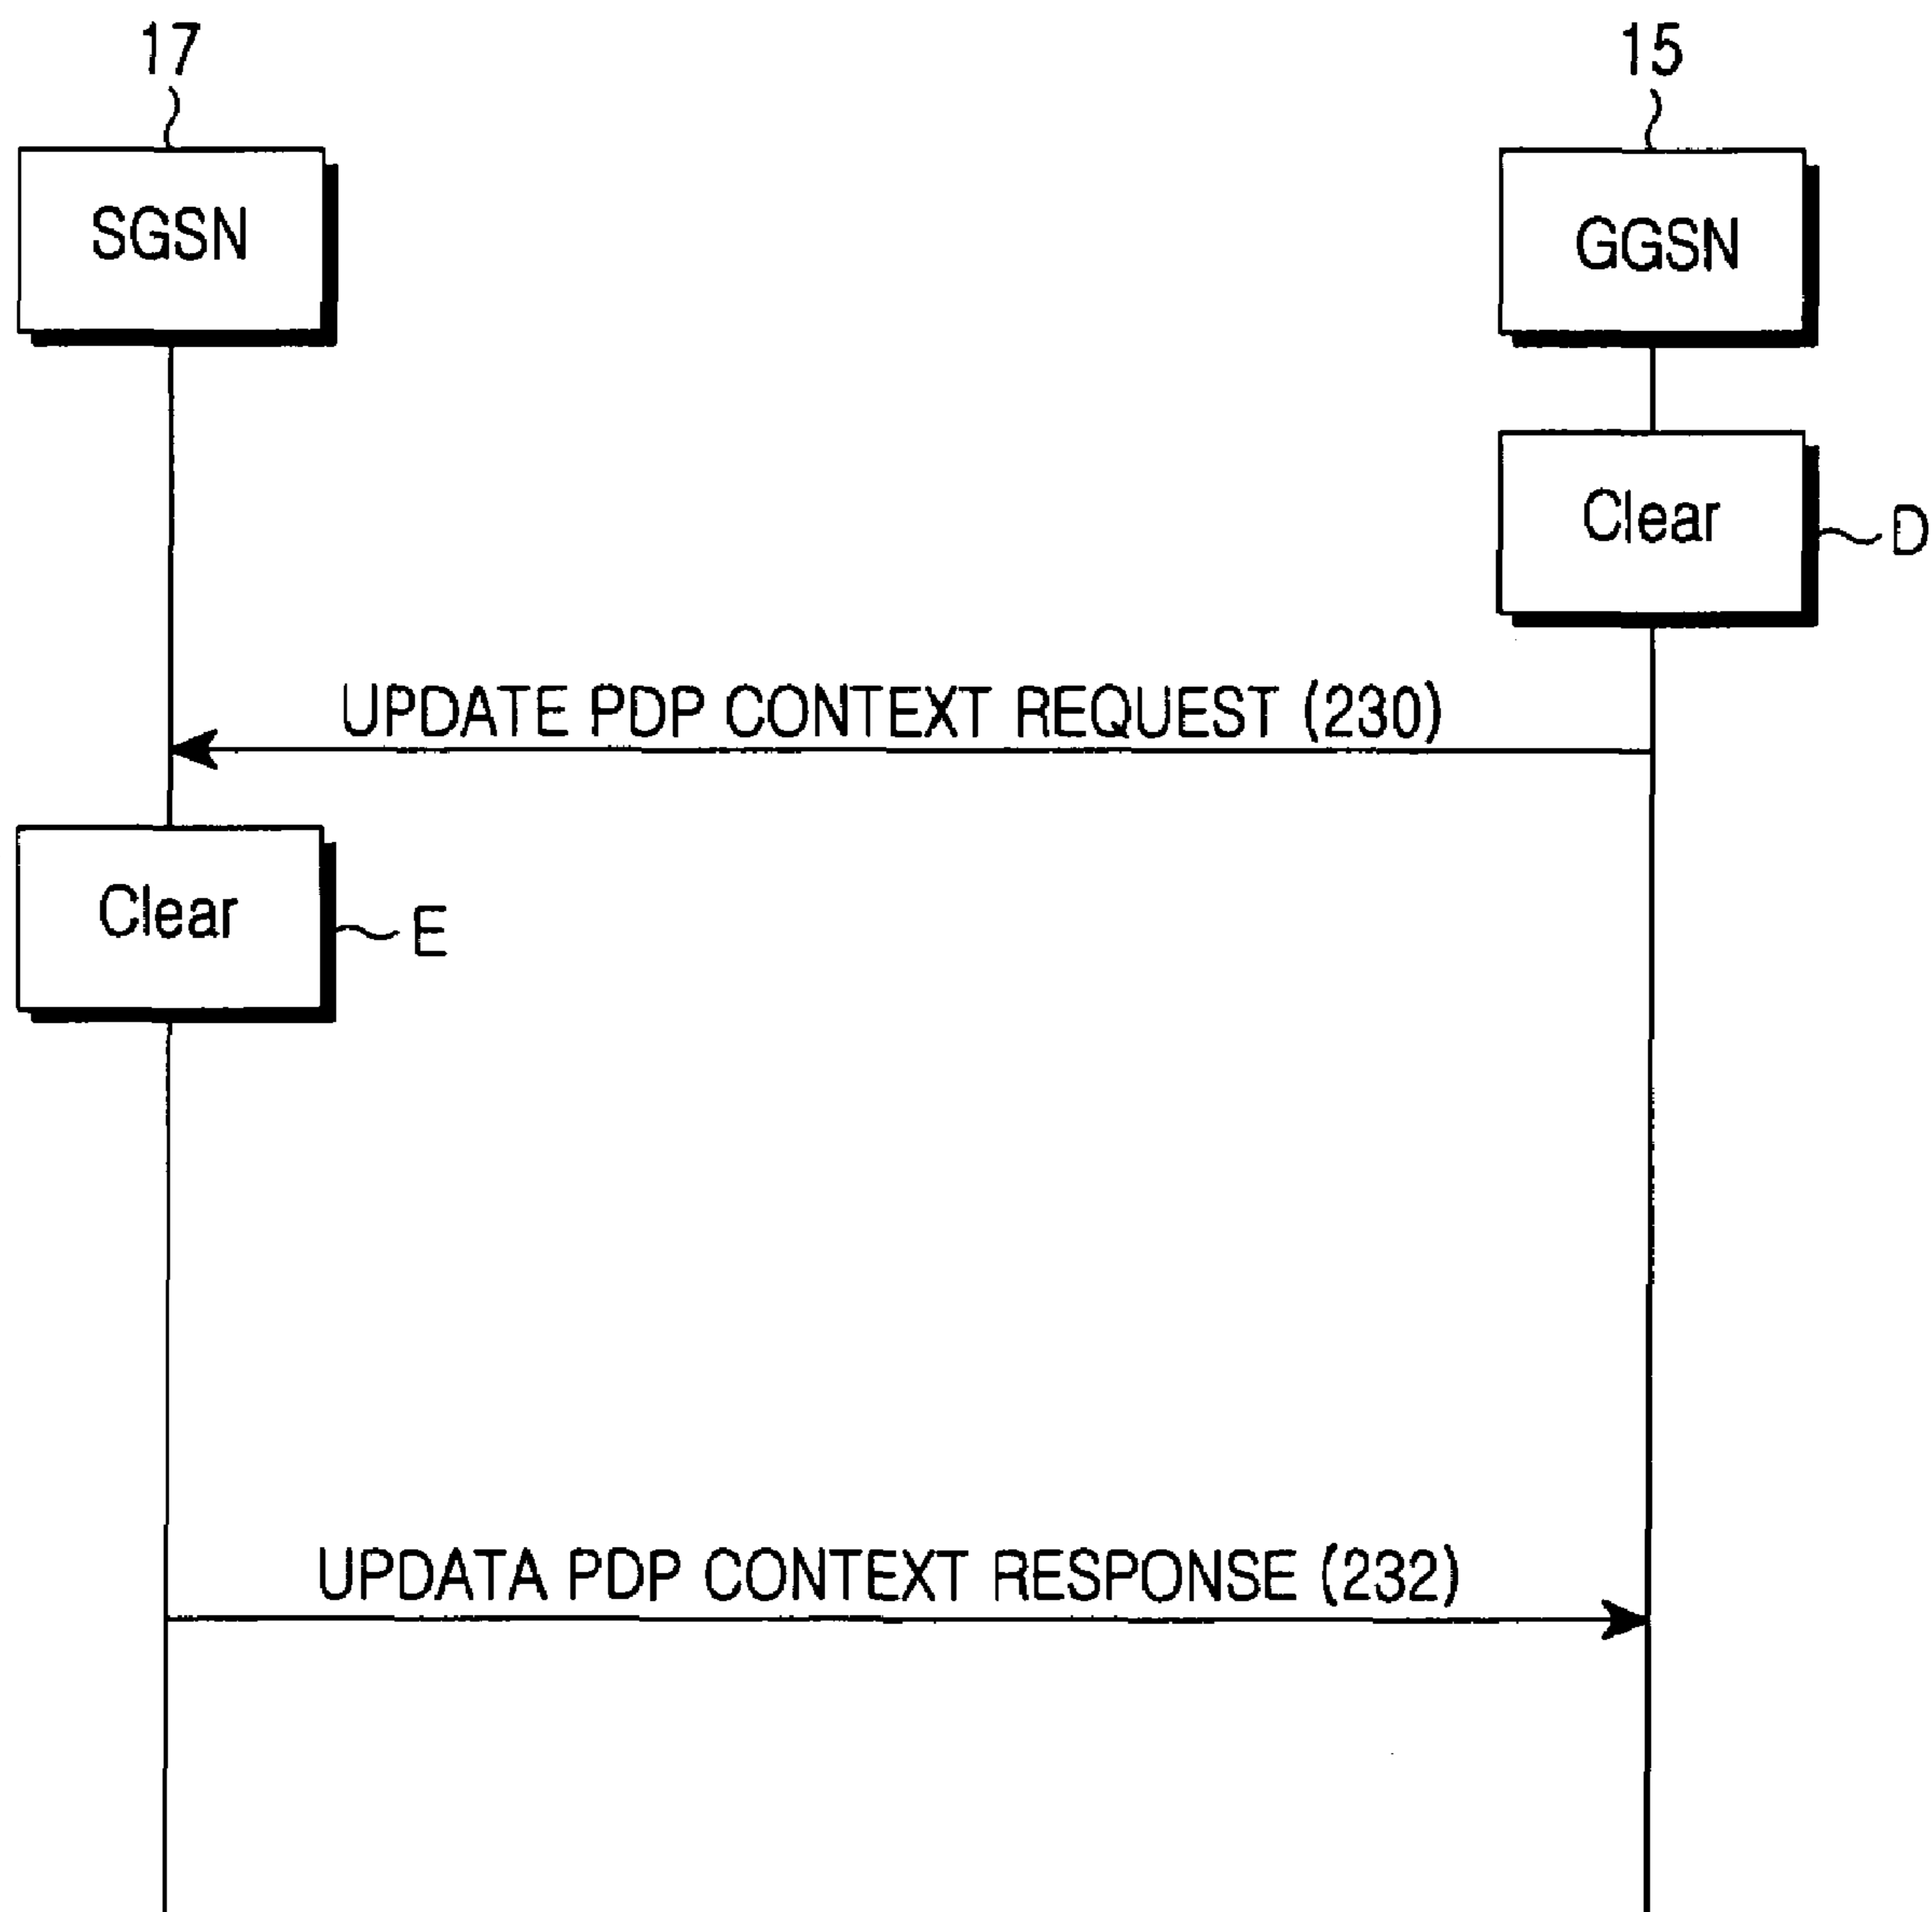 17
15
SGSN
GGSN
Clear
D
UPDATE PDP CONTEXT REQUEST (230)
Clear
E
UPDATA PDP CONTEXT RESPONSE (232)